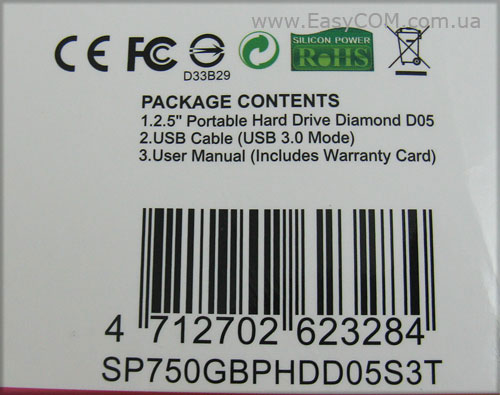 www.EasyCOM.com.ua
CE FC SILICON POWER
RoHS
D33B29
PACKAGE CONTENTS
1.2.5" Portable Hard Drive Diamond D05
2.USB Cable (USB 3.0 Mode)
3.User Manual (Includes Warranty Card)
4 712702 623284
SP750GBPHDD05S3T